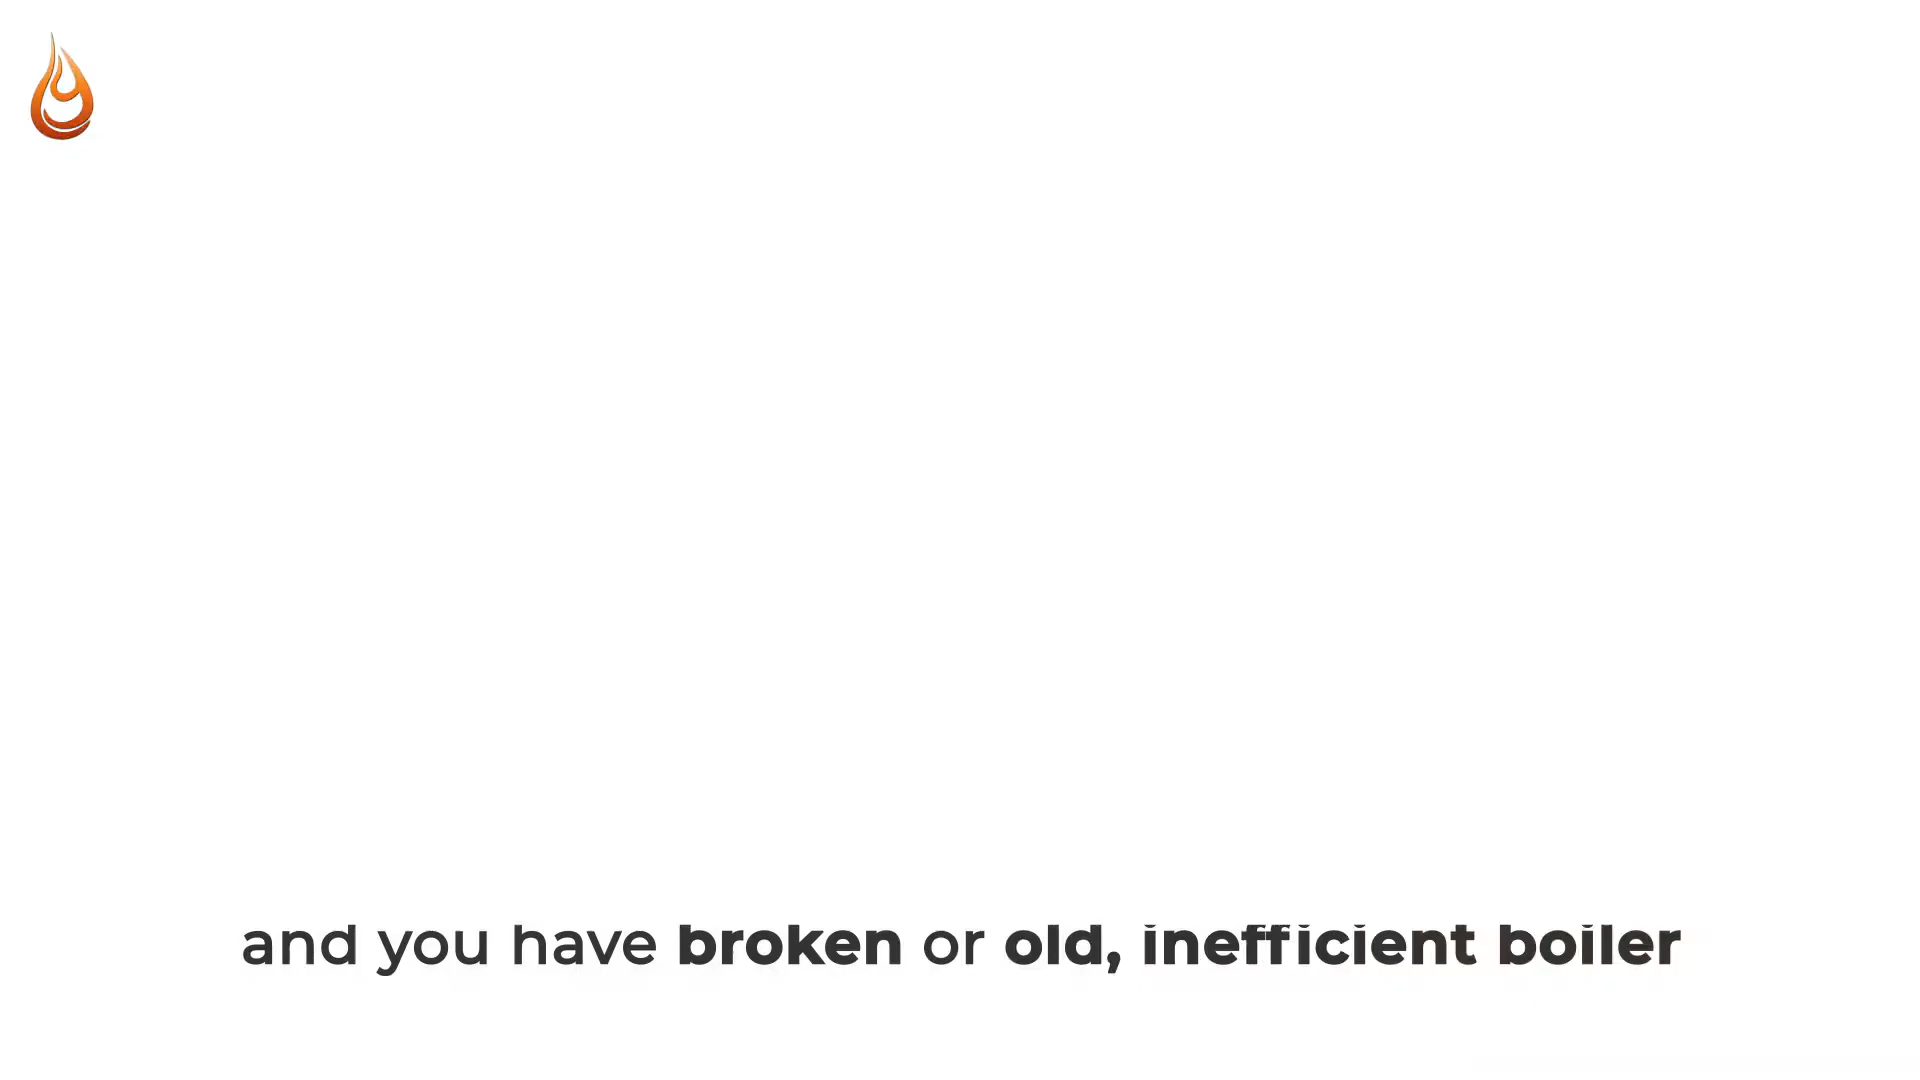 and you have broken or old, inefficient boiler